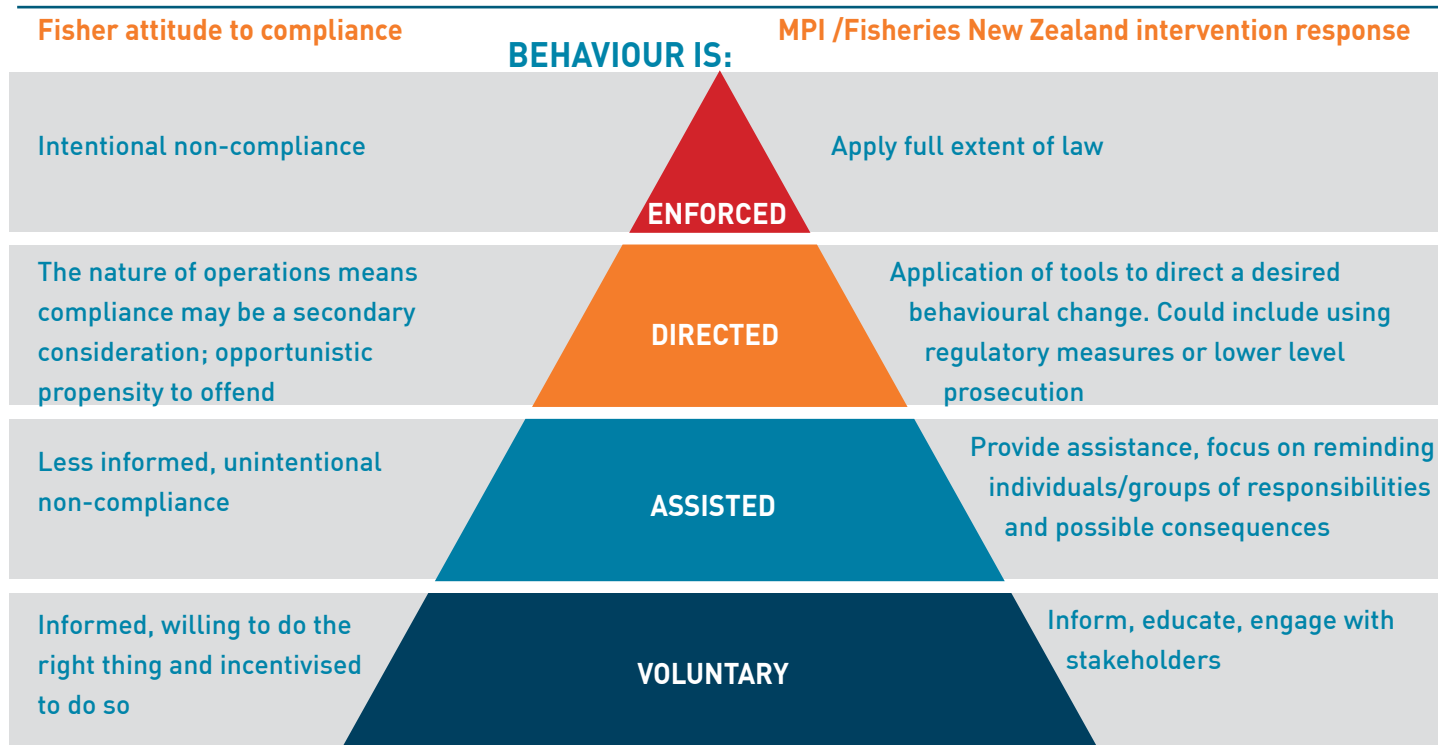 Fisher attitude to compliance
MPI /Fisheries New Zealand intervention response
BEHAVIOUR IS:
Intentional non-compliance
ENFORCED
Apply full extent of law
The nature of operations means
compliance may be a secondary
consideration; opportunistic
propensity to offend
DIRECTED
Application of tools to direct a desired
behavioural change. Could include using
regulatory measures or lower level
prosecution
Less informed, unintentional
non-compliance
ASSISTED
Provide assistance, focus on reminding
individuals/groups of responsibilities
and possible consequences
Informed, willing to do the
right thing and incentivised
to do so
VOLUNTARY
Inform, educate, engage with
stakeholders